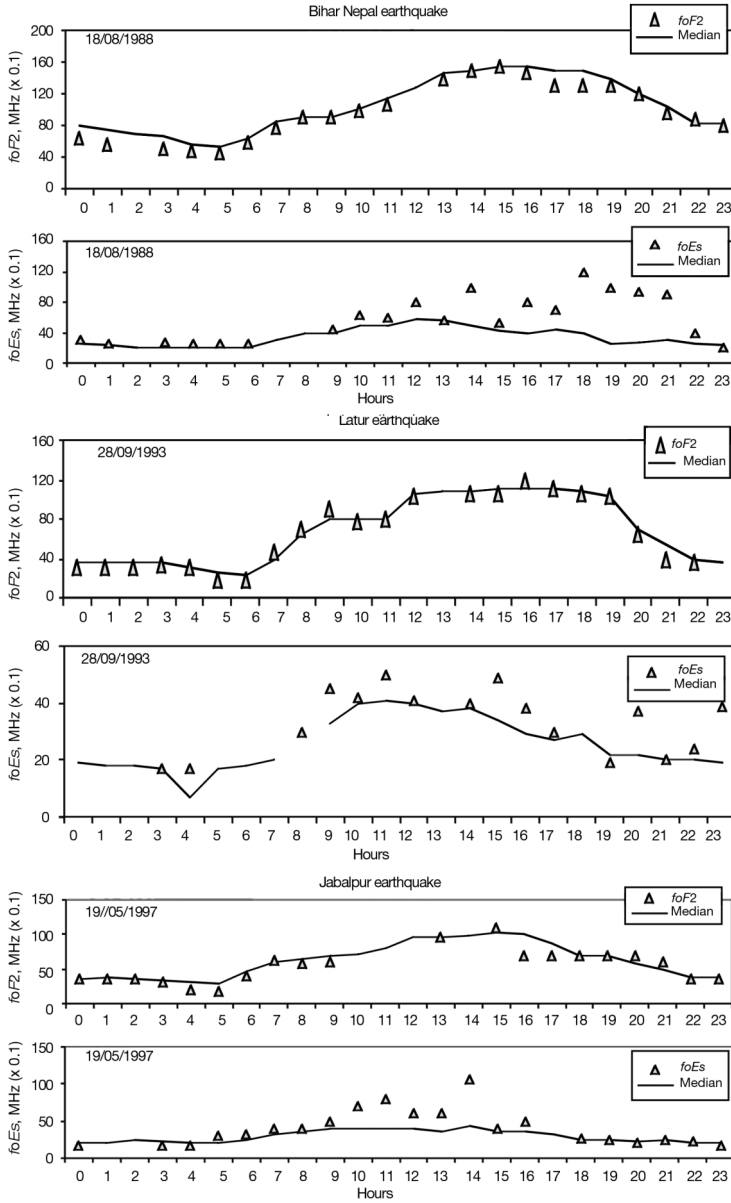 Bihar Nepal earthquake
foF2
Median
18/08/1988
foF2, MHz (x 0.1)
200
160
120
80
40
0
0 1 2 3 4 5 6 7 8 9 10 11 12 13 14 15 16 17 18 19 20 21 22 23
foEs
Median
18/08/1988
foEs, MHz (x 0.1)
160
120
80
40
0
0 1 2 3 4 5 6 7 8 9 10 11 12 13 14 15 16 17 18 19 20 21 22 23
Hours
Latur earthquake
foF2
Median
28/09/1993
foF2, MHz (x 0.1)
160
120
80
40
0
0 1 2 3 4 5 6 7 8 9 10 11 12 13 14 15 16 17 18 19 20 21 22 23
foEs
Median
28/09/1993
foEs, MHz (x 0.1)
60
40
20
0
0 1 2 3 4 5 6 7 8 9 10 11 12 13 14 15 16 17 18 19 20 21 22 23
Hours
Jabalpur earthquake
foF2
Median
19//05/1997
foF2, MHz (x 0.1)
150
100
50
0
0 1 2 3 4 5 6 7 8 9 10 11 12 13 14 15 16 17 18 19 20 21 22 23
foEs
Median
19/05/1997
foEs, MHz (x 0.1)
150
100
50
0
0 1 2 3 4 5 6 7 8 9 10 11 12 13 14 15 16 17 18 19 20 21 22 23
Hours